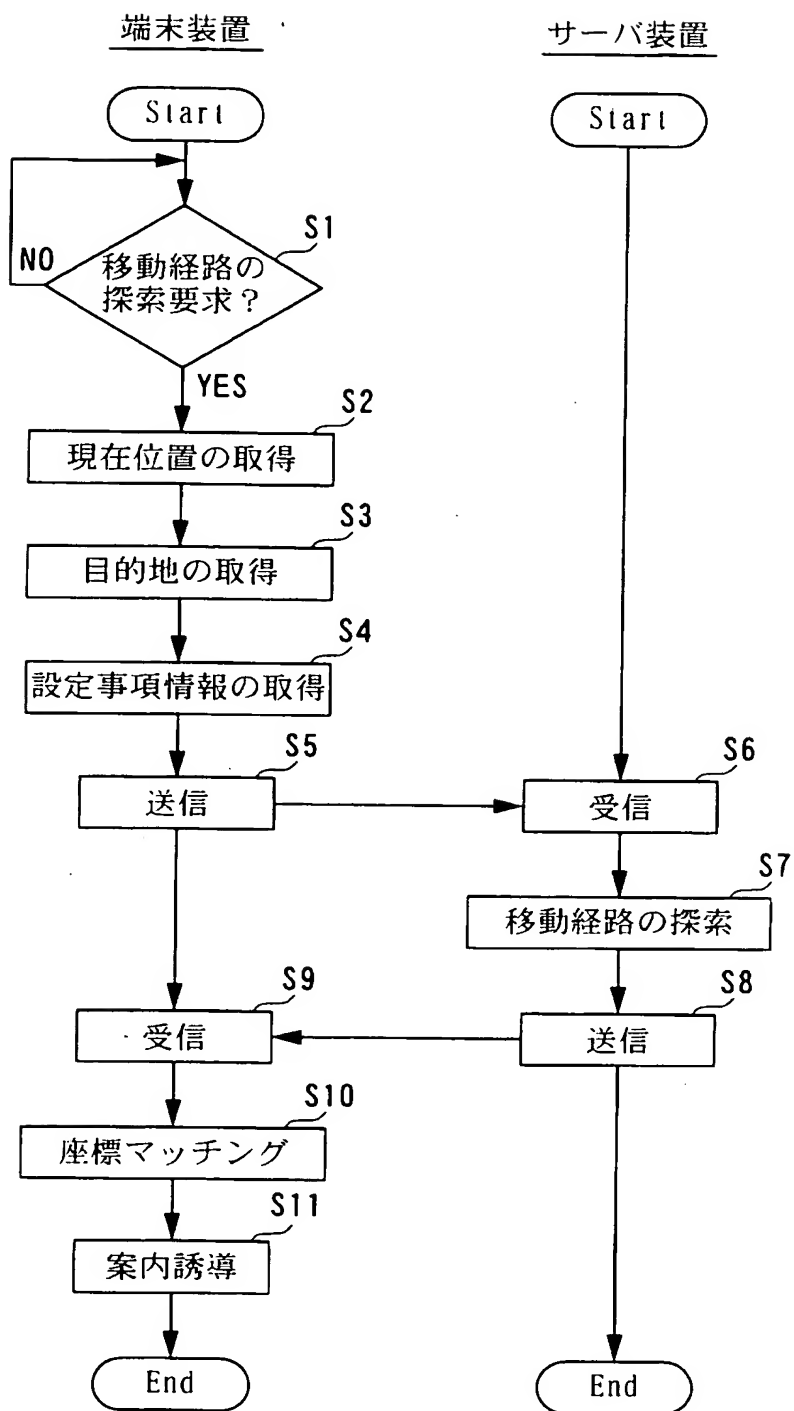 端末装置
サーバ装置
Start
Start
S1
移動経路の
探索要求？
NO
YES
S2
現在位置の取得
S3
目的地の取得
S4
設定事項情報の取得
S5
送信
S6
受信
S7
移動経路の探索
S8
送信
S9
受信
S10
座標マッチング
S11
案内誘導
End
End